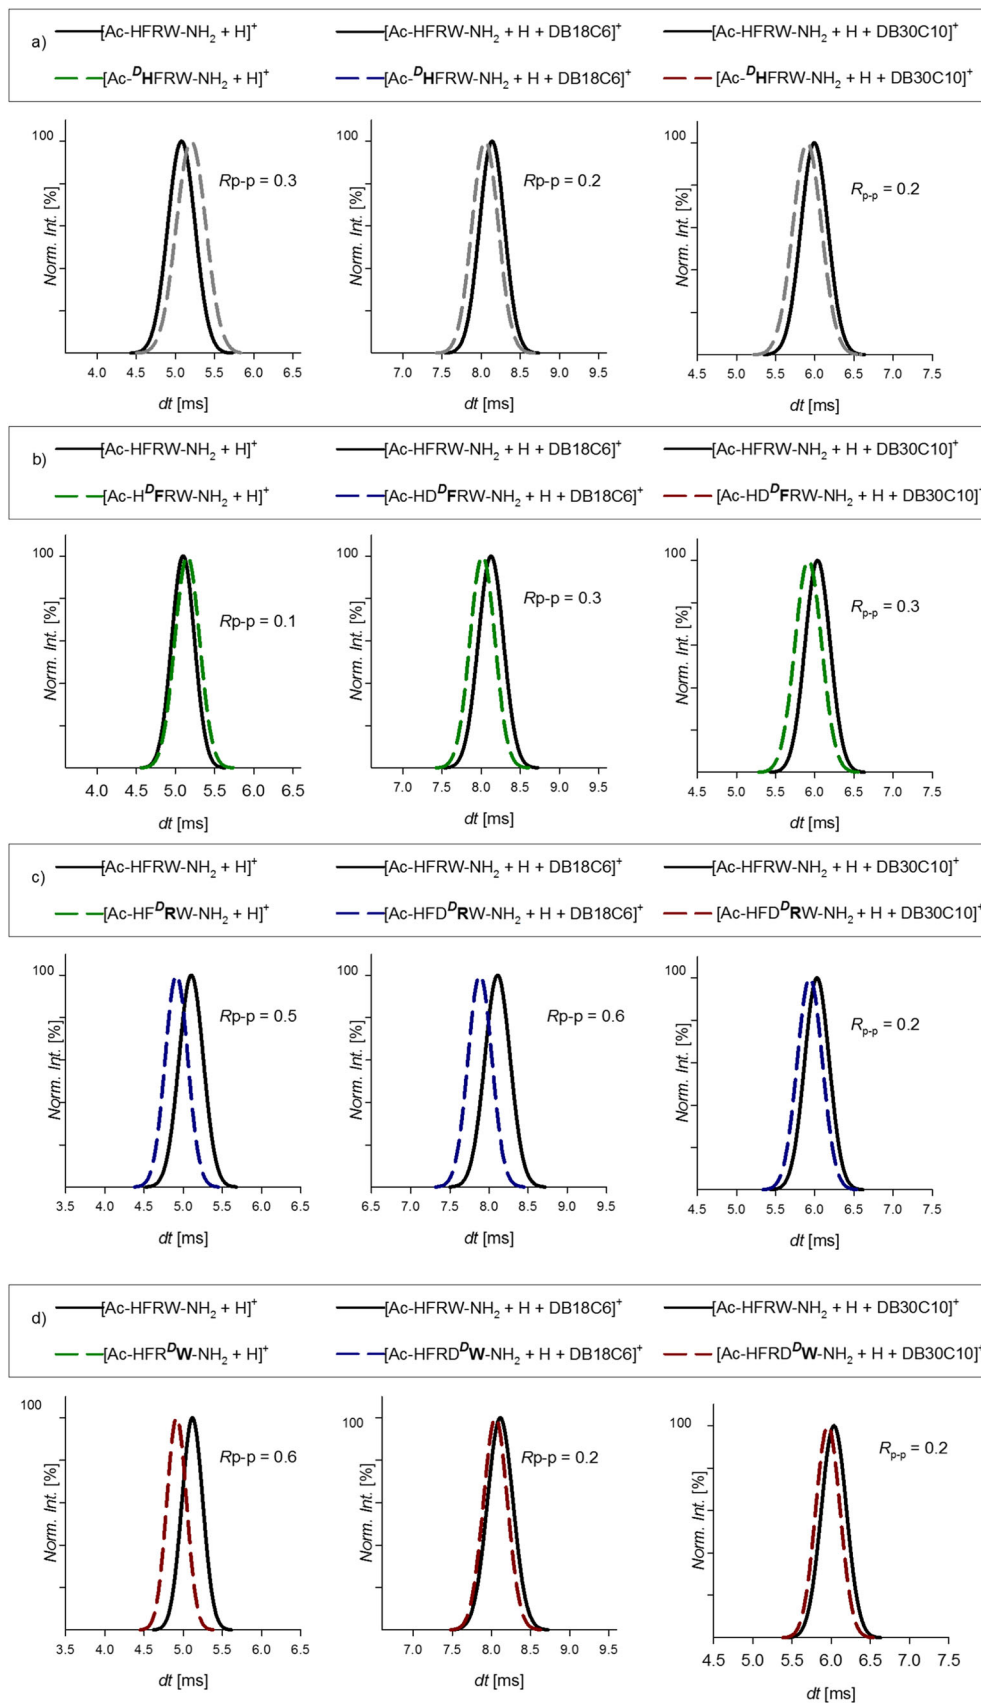 a)
[Ac-HFRW-NH2 + H]+ [Ac-HFRW-NH2 + H + DB18C6]+ [Ac-HFRW-NH2 + H + DB30C10]+
[Ac-DHFRW-NH2 + H]+ [Ac-DHFRW-NH2 + H + DB18C6]+ [Ac-DHFRW-NH2 + H + DB30C10]+
100 100 100
Rp-p = 0.3 Rp-p = 0.2 Rp-p = 0.2
Norm. Int. [%] Norm. Int. [%] Norm. Int. [%]
4.0 5.0 5.5 6.0 6.5 7.0 8.0 8.5 9.0 9.5 4.5 5.0 5.5 6.0 6.5 7.0 7.5
dt [ms] dt [ms] dt [ms]
b)
[Ac-HFRW-NH2 + H]+ [Ac-HFRW-NH2 + H + DB18C6]+ [Ac-HFRW-NH2 + H + DB30C10]+
[Ac-HDFRW-NH2 + H]+ [Ac-HDDFRW-NH2 + H + DB18C6]+ [Ac-HDDFRW-NH2 + H + DB30C10]+
100 100 100
Rp-p = 0.1 Rp-p = 0.3 Rp-p = 0.3
Norm. Int. [%] Norm. Int. [%] Norm. Int. [%]
4.0 5.0 5.5 6.0 6.5 7.0 8.0 8.5 9.0 9.5 4.5 5.0 5.5 6.0 6.5 7.0 7.5
dt [ms] dt [ms] dt [ms]
c)
[Ac-HFRW-NH2 + H]+ [Ac-HFRW-NH2 + H + DB18C6]+ [Ac-HFRW-NH2 + H + DB30C10]+
[Ac-HFDRW-NH2 + H]+ [Ac-HFDDRW-NH2 + H + DB18C6]+ [Ac-HFDDRW-NH2 + H + DB30C10]+
100 100 100
Rp-p = 0.5 Rp-p = 0.6 Rp-p = 0.2
Norm. Int. [%] Norm. Int. [%] Norm. Int. [%]
3.5 4.5 5.0 5.5 6.0 6.5 6.5 7.0 7.5 8.0 8.5 9.0 9.5 4.5 5.0 5.5 6.0 6.5 7.0 7.5
dt [ms] dt [ms] dt [ms]
d)
[Ac-HFRW-NH2 + H]+ [Ac-HFRW-NH2 + H + DB18C6]+ [Ac-HFRW-NH2 + H + DB30C10]+
[Ac-HFRDW-NH2 + H]+ [Ac-HFRDDW-NH2 + H + DB18C6]+ [Ac-HFRDDW-NH2 + H + DB30C10]+
100 100 100
Rp-p = 0.6 Rp-p = 0.2 Rp-p = 0.2
Norm. Int. [%] Norm. Int. [%] Norm. Int. [%]
3.5 4.5 5.0 5.5 6.0 6.5 7.0 8.0 8.5 9.0 9.5 4.5 5.0 5.5 6.0 6.5 7.0 7.5
dt [ms] dt [ms] dt [ms]